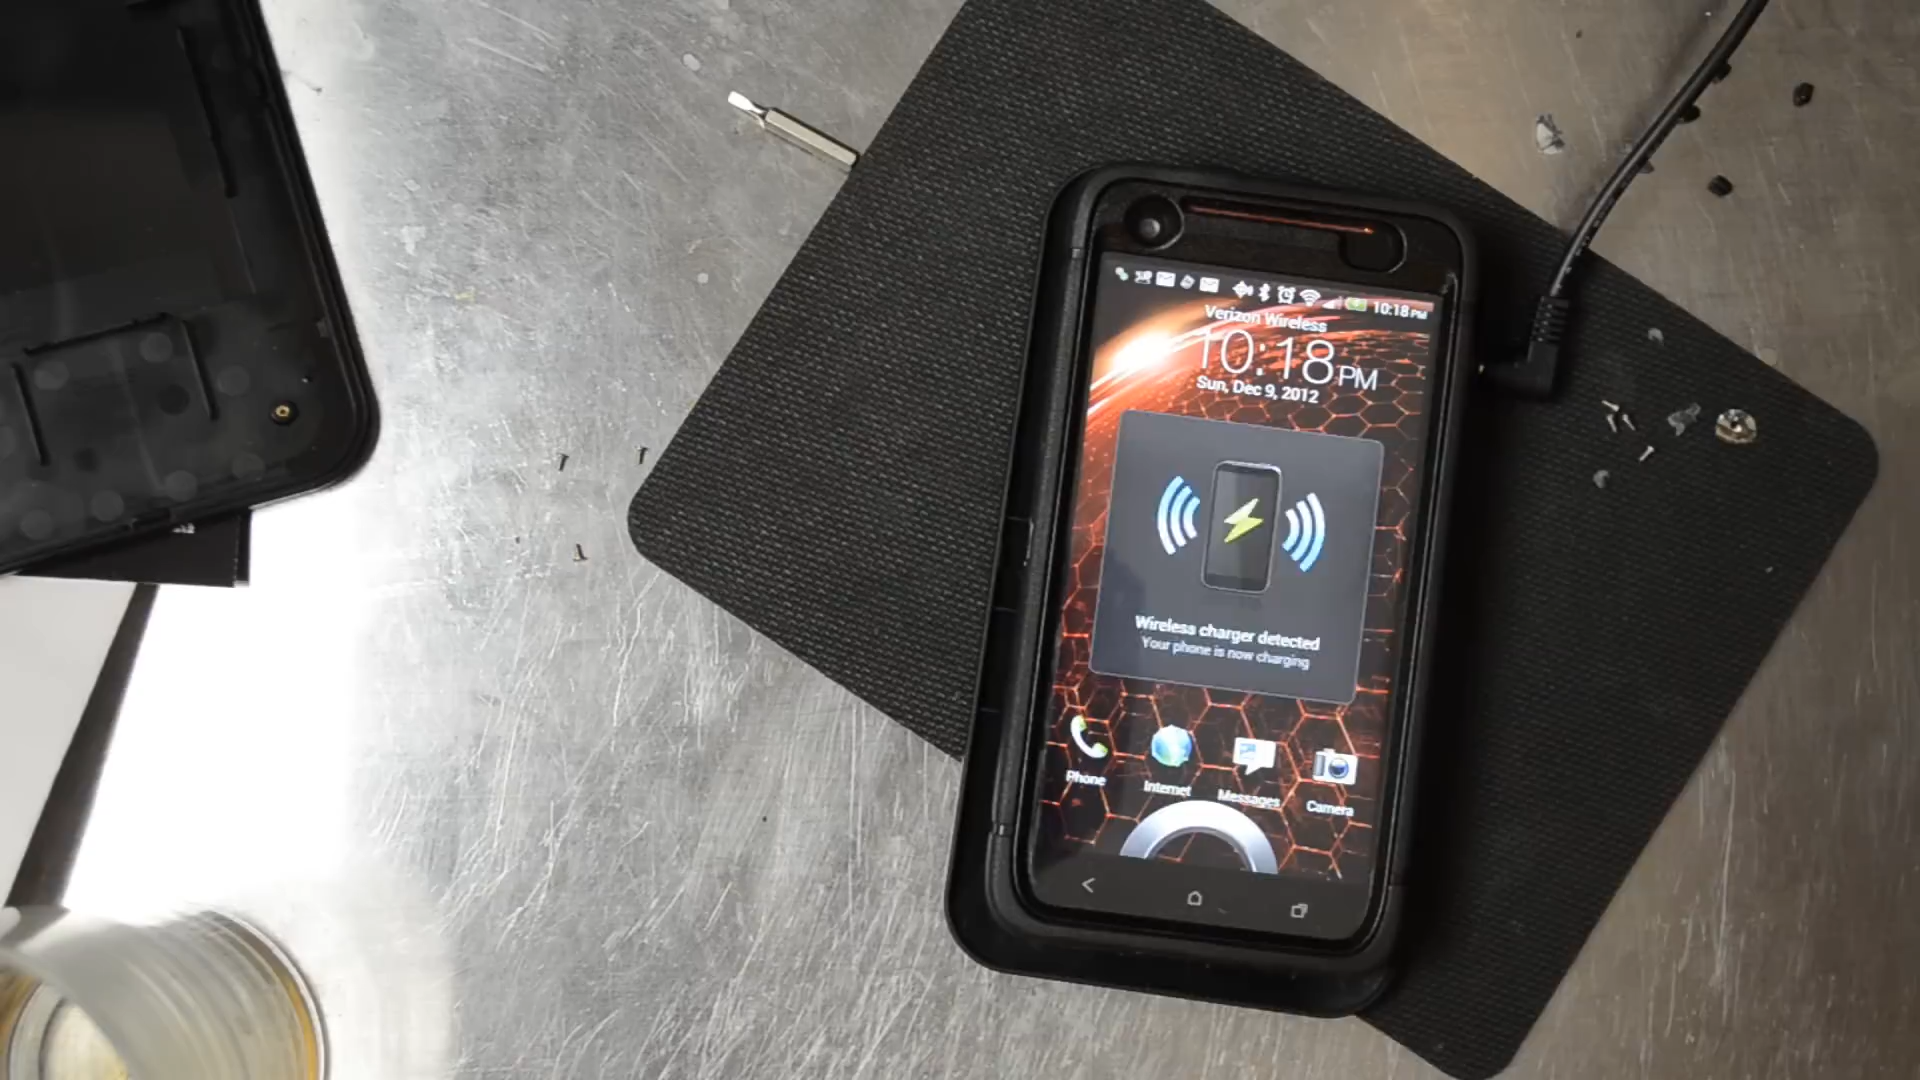 10:18 PM
Verizon Wireless
10:18 PM
Sun, Dec 9, 2012
Wireless charger detected
Your phone is now charging
Phone
Internet
Messages
Camera